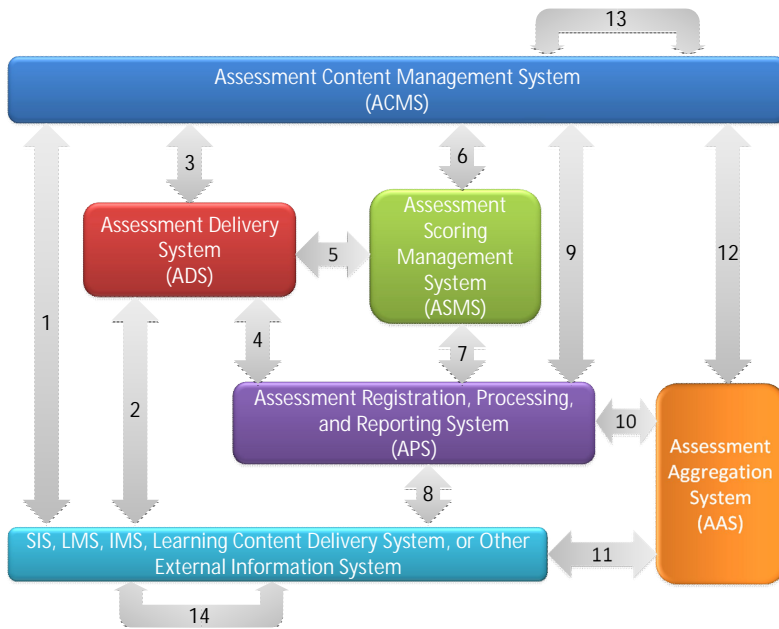 13
Assessment Content Management System
(ACMS)
3
6
Assessment Delivery
System
(ADS)
Assessment
Scoring
Management
System
(ASMS)
5
9
12
1
4
7
2
Assessment Registration, Processing,
and Reporting System
(APS)
10
Assessment
Aggregation
System
(AAS)
8
SIS, LMS, IMS, Learning Content Delivery System, or Other
External Information System
11
14